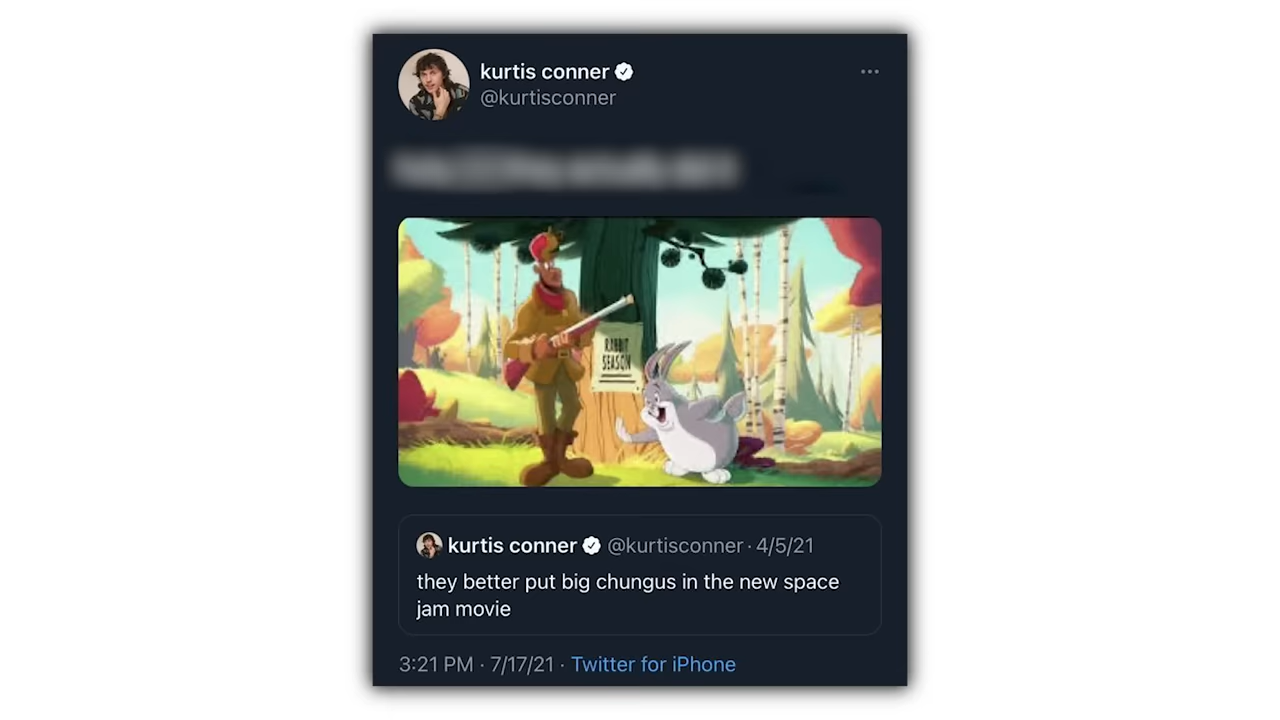 kurtis conner
@kurtisconner
RABBIT
SEASON
kurtis conner @kurtisconner · 4/5/21
they better put big chungus in the new space
jam movie
3:21 PM · 7/17/21 · Twitter for iPhone